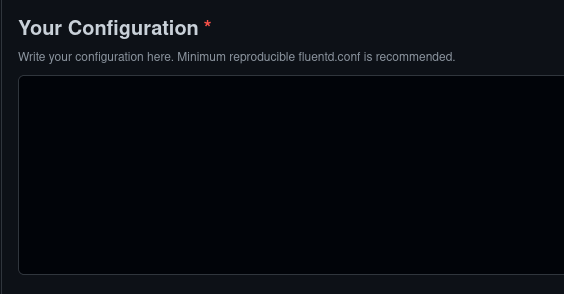 Your Configuration *
Write your configuration here. Minimum reproducible fluentd.conf is recommended.